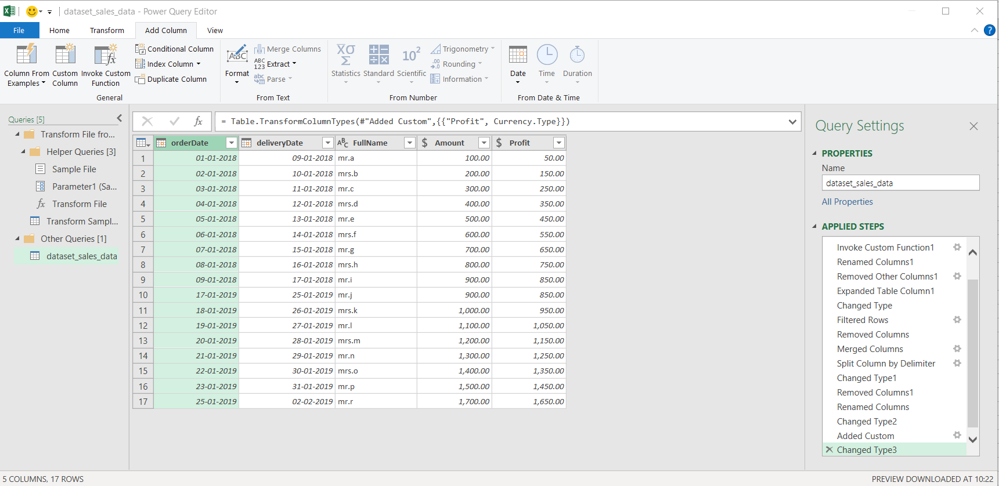 dataset_sales_data - Power Query Editor
File Home Transform Add Column View
?
Column From Examples
Custom Column
Invoke Custom Function
Conditional Column
Index Column
Duplicate Column
General
ABC
Format
Merge Columns
ABC 123 Extract
abc Parse
From Text
Χσ Σ
Statistics
Standard
10²
Scientific
Trigonometry
.00 →.0 Rounding
Information
From Number
Date
Time
Duration
From Date & Time
Queries [5]
Transform File fro...
Helper Queries [3]
Sample File
Parameter1 (Sa...
fx Transform File
Transform Sampl...
Other Queries [1]
dataset_sales_data
fx = Table.TransformColumnTypes(#"Added Custom",{{"Profit", Currency.Type}})
orderDate deliveryDate ABC FullName $ Amount $ Profit
1 01-01-2018 09-01-2018 mr.a 100.00 50.00
2 02-01-2018 10-01-2018 mrs.b 200.00 150.00
3 03-01-2018 11-01-2018 mr.c 300.00 250.00
4 04-01-2018 12-01-2018 mrs.d 400.00 350.00
5 05-01-2018 13-01-2018 mr.e 500.00 450.00
6 06-01-2018 14-01-2018 mrs.f 600.00 550.00
7 07-01-2018 15-01-2018 mr.g 700.00 650.00
8 08-01-2018 16-01-2018 mrs.h 800.00 750.00
9 09-01-2018 17-01-2018 mr.i 900.00 850.00
10 17-01-2019 25-01-2019 mr.j 900.00 850.00
11 18-01-2019 26-01-2019 mrs.k 1,000.00 950.00
12 19-01-2019 27-01-2019 mr.l 1,100.00 1,050.00
13 20-01-2019 28-01-2019 mrs.m 1,200.00 1,150.00
14 21-01-2019 29-01-2019 mr.n 1,300.00 1,250.00
15 22-01-2019 30-01-2019 mrs.o 1,400.00 1,350.00
16 23-01-2019 31-01-2019 mr.p 1,500.00 1,450.00
17 25-01-2019 02-02-2019 mr.r 1,700.00 1,650.00
Query Settings
PROPERTIES
Name
dataset_sales_data
All Properties
APPLIED STEPS
Invoke Custom Function1
Renamed Columns1
Removed Other Columns1
Expanded Table Column1
Changed Type
Filtered Rows
Removed Columns
Merged Columns
Split Column by Delimiter
Changed Type1
Removed Columns1
Renamed Columns
Changed Type2
Added Custom
Changed Type3
5 COLUMNS, 17 ROWS
PREVIEW DOWNLOADED AT 10:22